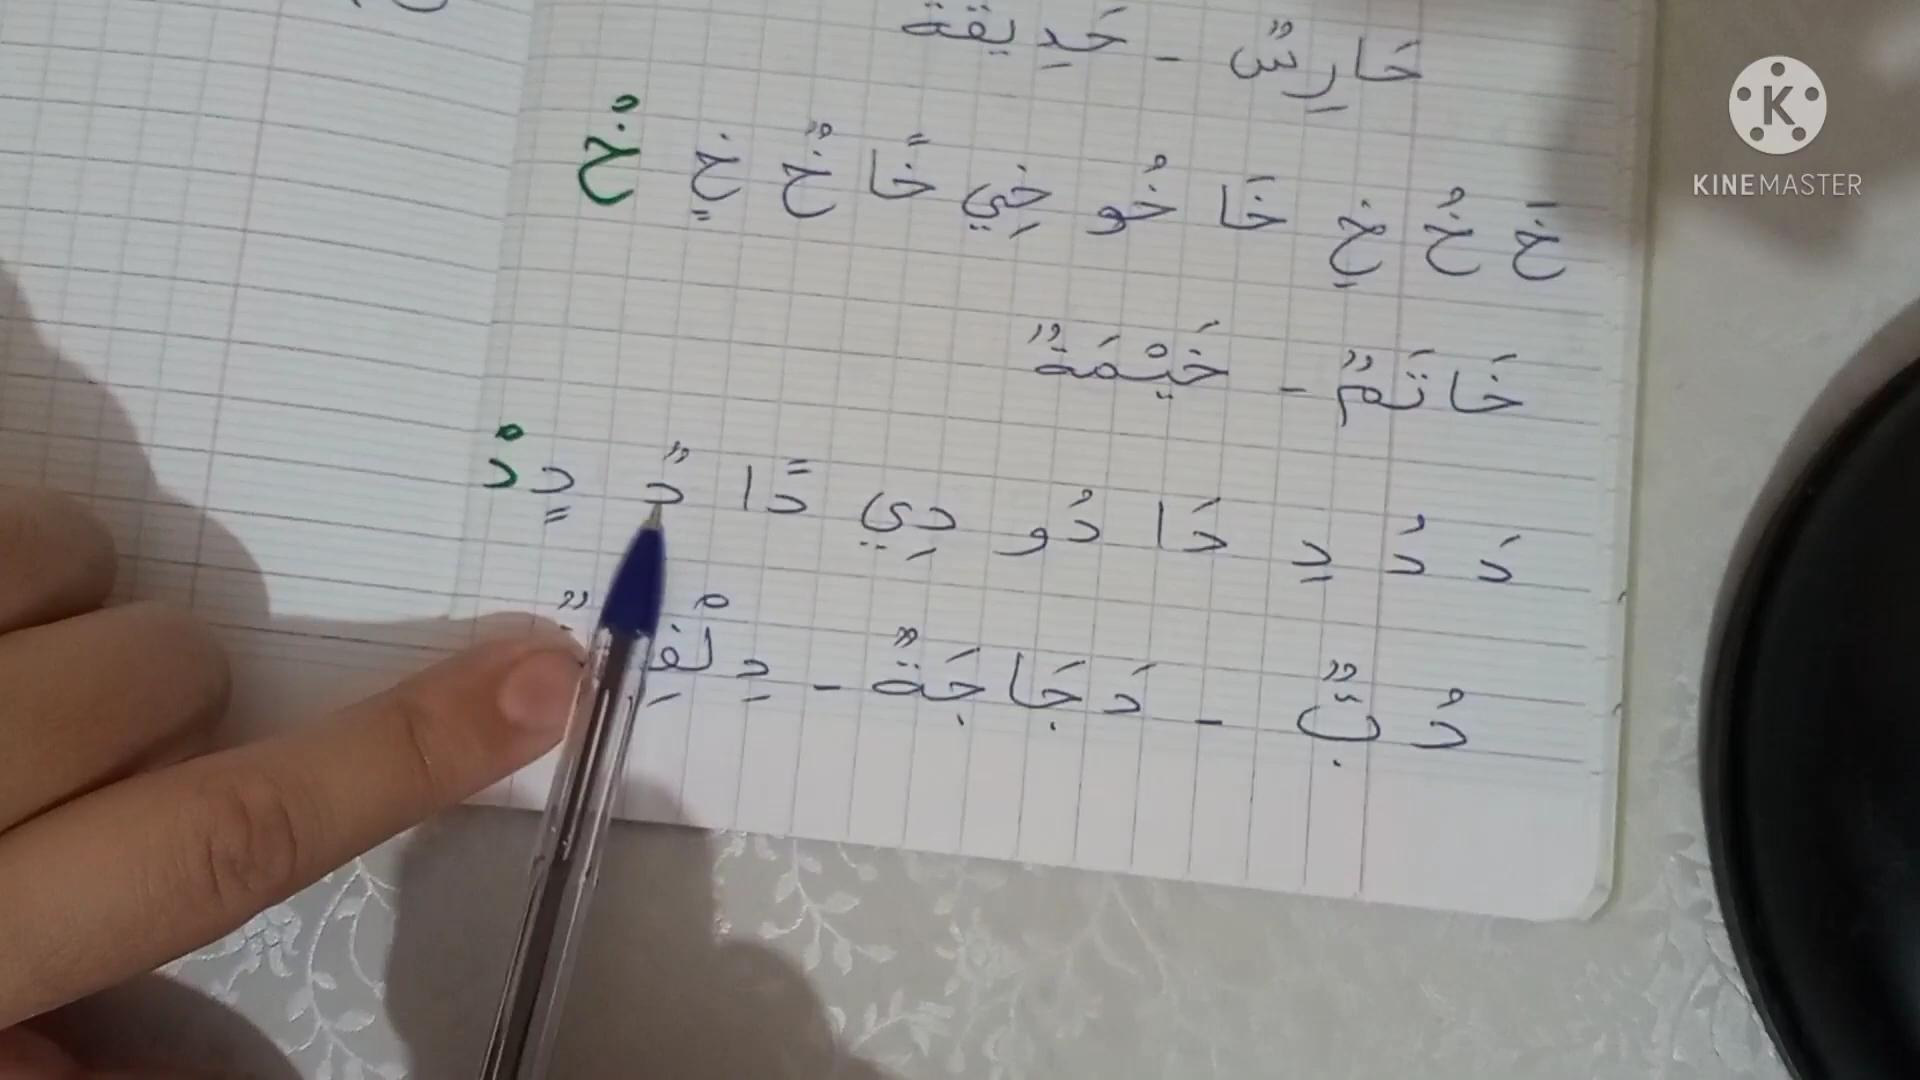 حَارِسٌ - حَدِيقَة
خَ خُ خِ خَا خُو خِي خًا خٌ خٍ خْ
خَاتَمٌ - خَيْمَةٌ
دَ دُ دِ دَا دُو دِي دًا دٌ دٍ دْ
دُبٌّ - دَجَاجَةٌ -
KINEMASTER